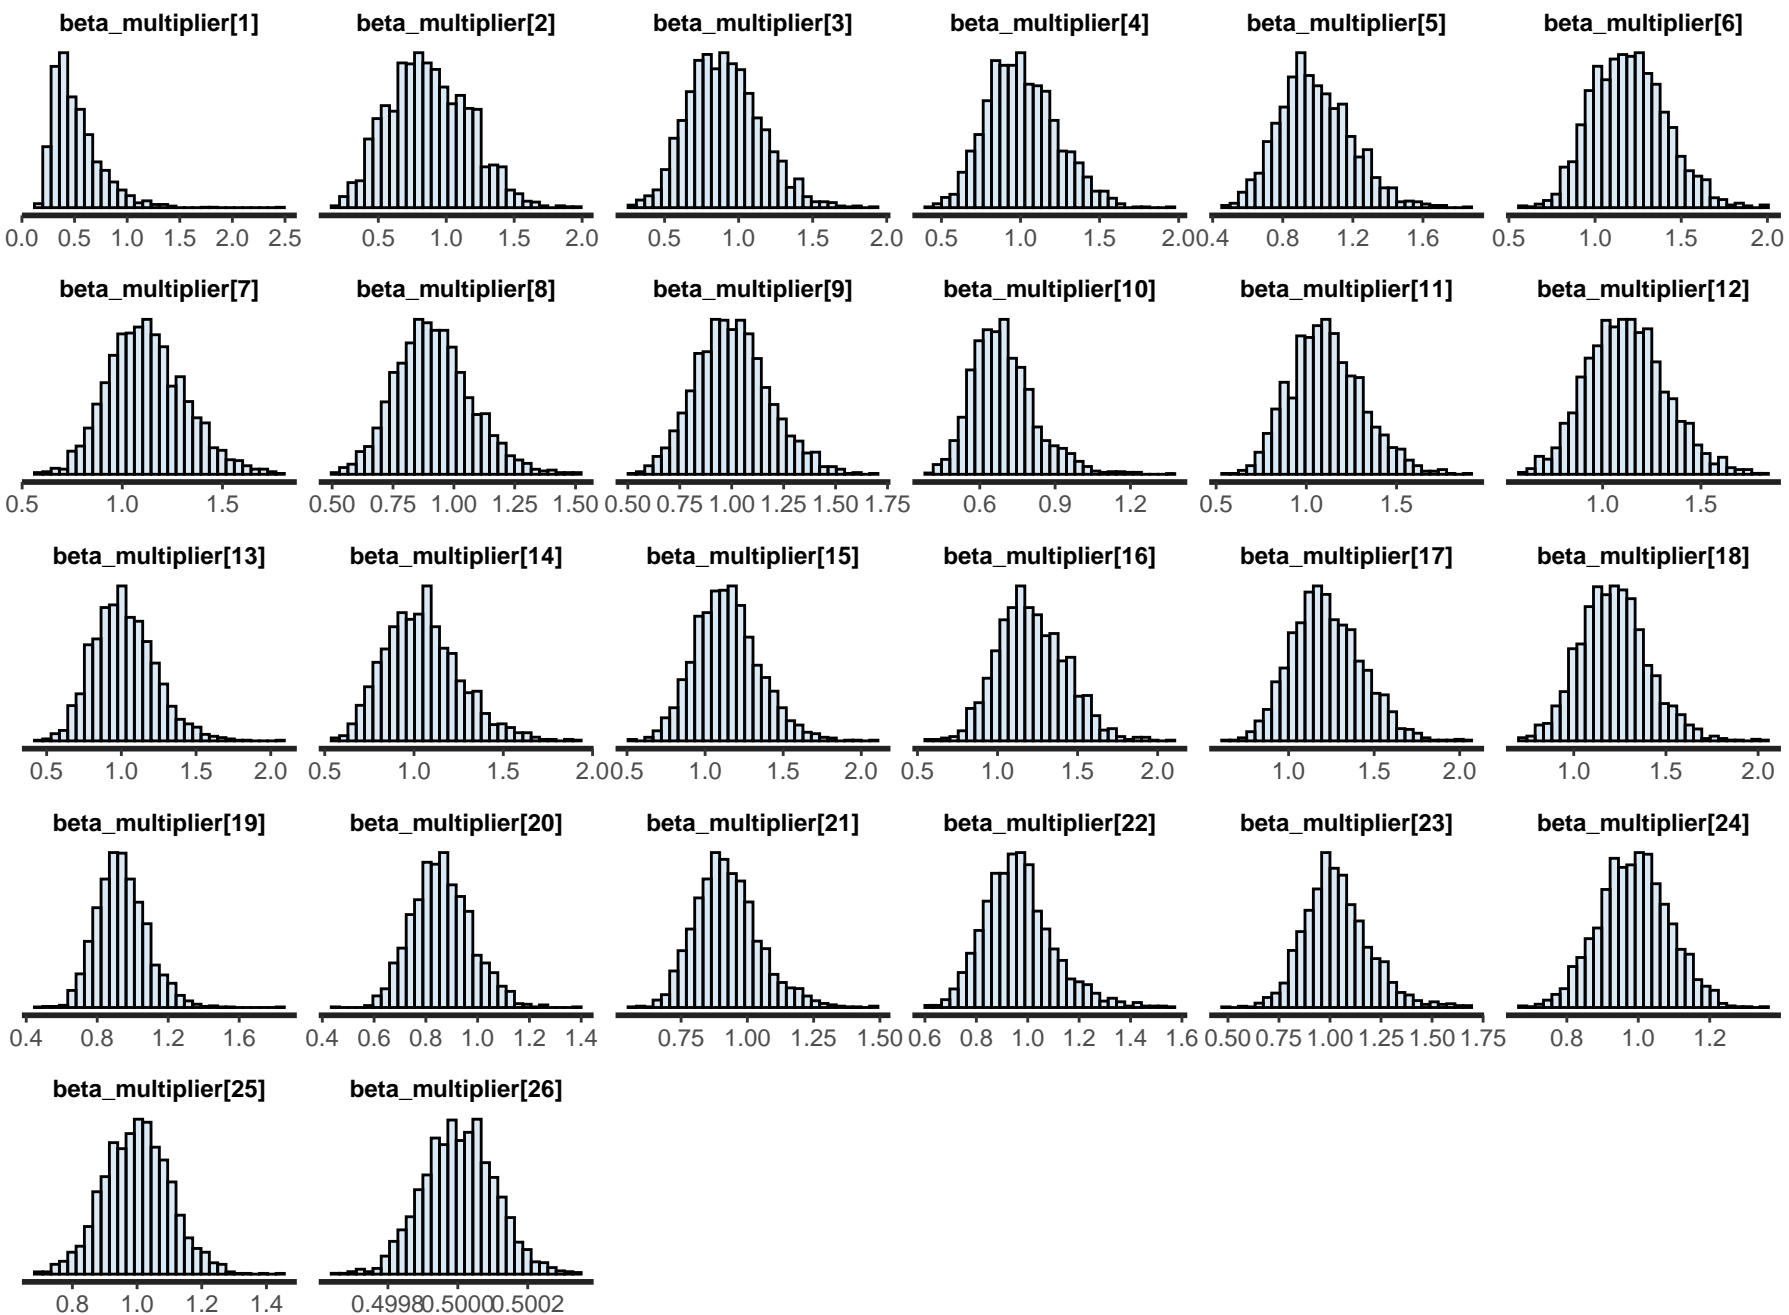 beta_multiplier[1] beta_multiplier[2] beta_multiplier[3] beta_multiplier[4] beta_multiplier[5] beta_multiplier[6]
0.0 0.5 1.0 1.5 2.0 2.5 0.5 1.0 1.5 2.0 0.5 1.0 1.5 2.0 0.5 1.0 1.5 2.0 0.4 0.8 1.2 1.6 0.5 1.0 1.5 2.0
beta_multiplier[7] beta_multiplier[8] beta_multiplier[9] beta_multiplier[10] beta_multiplier[11] beta_multiplier[12]
0.5 1.0 1.5 0.50 0.75 1.00 1.25 1.50 0.50 0.75 1.00 1.25 1.50 1.75 0.6 0.9 1.2 0.5 1.0 1.5 1.0 1.5
beta_multiplier[13] beta_multiplier[14] beta_multiplier[15] beta_multiplier[16] beta_multiplier[17] beta_multiplier[18]
0.5 1.0 1.5 2.0 0.5 1.0 1.5 2.0 0.5 1.0 1.5 2.0 0.5 1.0 1.5 2.0 1.0 1.5 2.0 1.0 1.5 2.0
beta_multiplier[19] beta_multiplier[20] beta_multiplier[21] beta_multiplier[22] beta_multiplier[23] beta_multiplier[24]
0.4 0.8 1.2 1.6 0.4 0.6 0.8 1.0 1.2 1.4 0.75 1.00 1.25 1.50 0.6 0.8 1.0 1.2 1.4 1.6 0.50 0.75 1.00 1.25 1.50 1.75 0.8 1.0 1.2
beta_multiplier[25] beta_multiplier[26]
0.8 1.0 1.2 1.4 0.4998 0.5000 0.5002